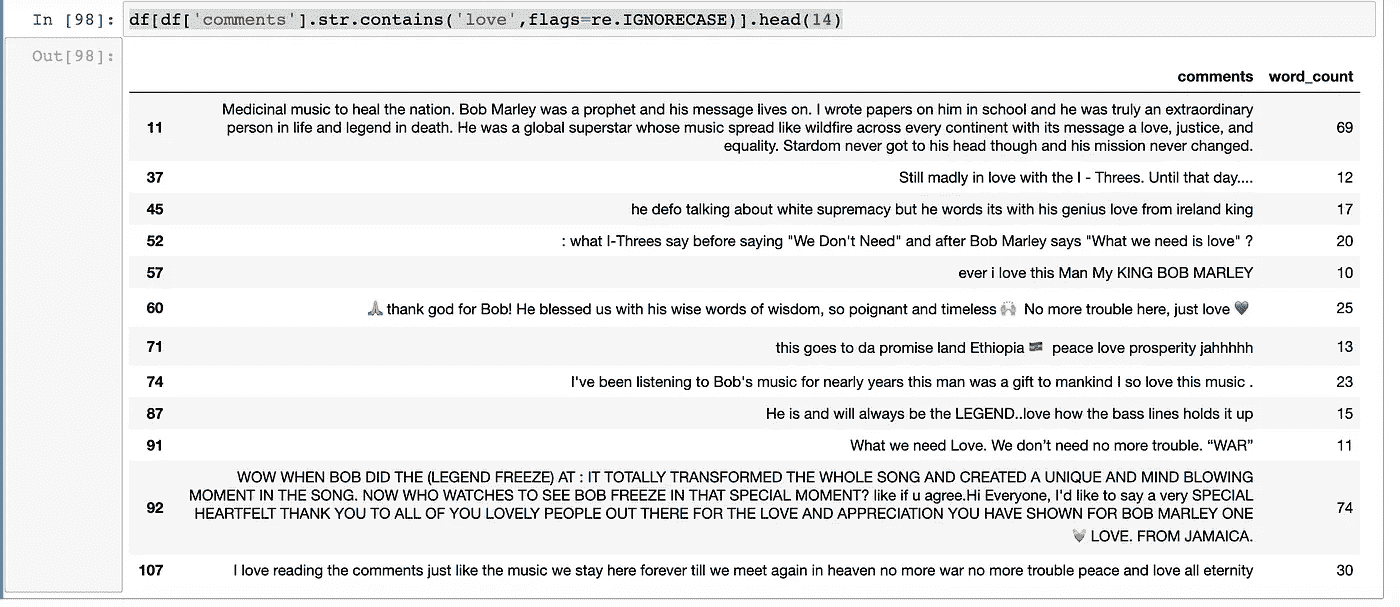 In [98]: df[df['comments'].str.contains('love',flags=re.IGNORECASE)].head(14)
Out[98]:
comments word_count
11 Medicinal music to heal the nation. Bob Marley was a prophet and his message lives on. I wrote papers on him in school and he was truly an extraordinary
person in life and legend in death. He was a global superstar whose music spread like wildfire across every continent with its message a love, justice, and 69
equality. Stardom never got to his head though and his mission never changed.
37 Still madly in love with the I - Threes. Until that day.... 12
45 he defo talking about white supremacy but he words its with his genius love from ireland king 17
52 : what I-Threes say before saying "We Don't Need" and after Bob Marley says "What we need is love" ? 20
57 ever i love this Man My KING BOB MARLEY 10
60 🙏 thank god for Bob! He blessed us with his wise words of wisdom, so poignant and timeless 🙌 No more trouble here, just love 🖤 25
71 this goes to da promise land Ethiopia 🇪🇹 peace love prosperity jahhhhh 13
74 I've been listening to Bob's music for nearly years this man was a gift to mankind I so love this music . 23
87 He is and will always be the LEGEND..love how the bass lines holds it up 15
91 What we need Love. We don’t need no more trouble. “WAR” 11
WOW WHEN BOB DID THE (LEGEND FREEZE) AT : IT TOTALLY TRANSFORMED THE WHOLE SONG AND CREATED A UNIQUE AND MIND BLOWING
MOMENT IN THE SONG. NOW WHO WATCHES TO SEE BOB FREEZE IN THAT SPECIAL MOMENT? like if u agree.Hi Everyone, I'd like to say a very SPECIAL
92 HEARTFELT THANK YOU TO ALL OF YOU LOVELY PEOPLE OUT THERE FOR THE LOVE AND APPRECIATION YOU HAVE SHOWN FOR BOB MARLEY ONE 74
💓 LOVE. FROM JAMAICA.
107 I love reading the comments just like the music we stay here forever till we meet again in heaven no more war no more trouble peace and love all eternity 30